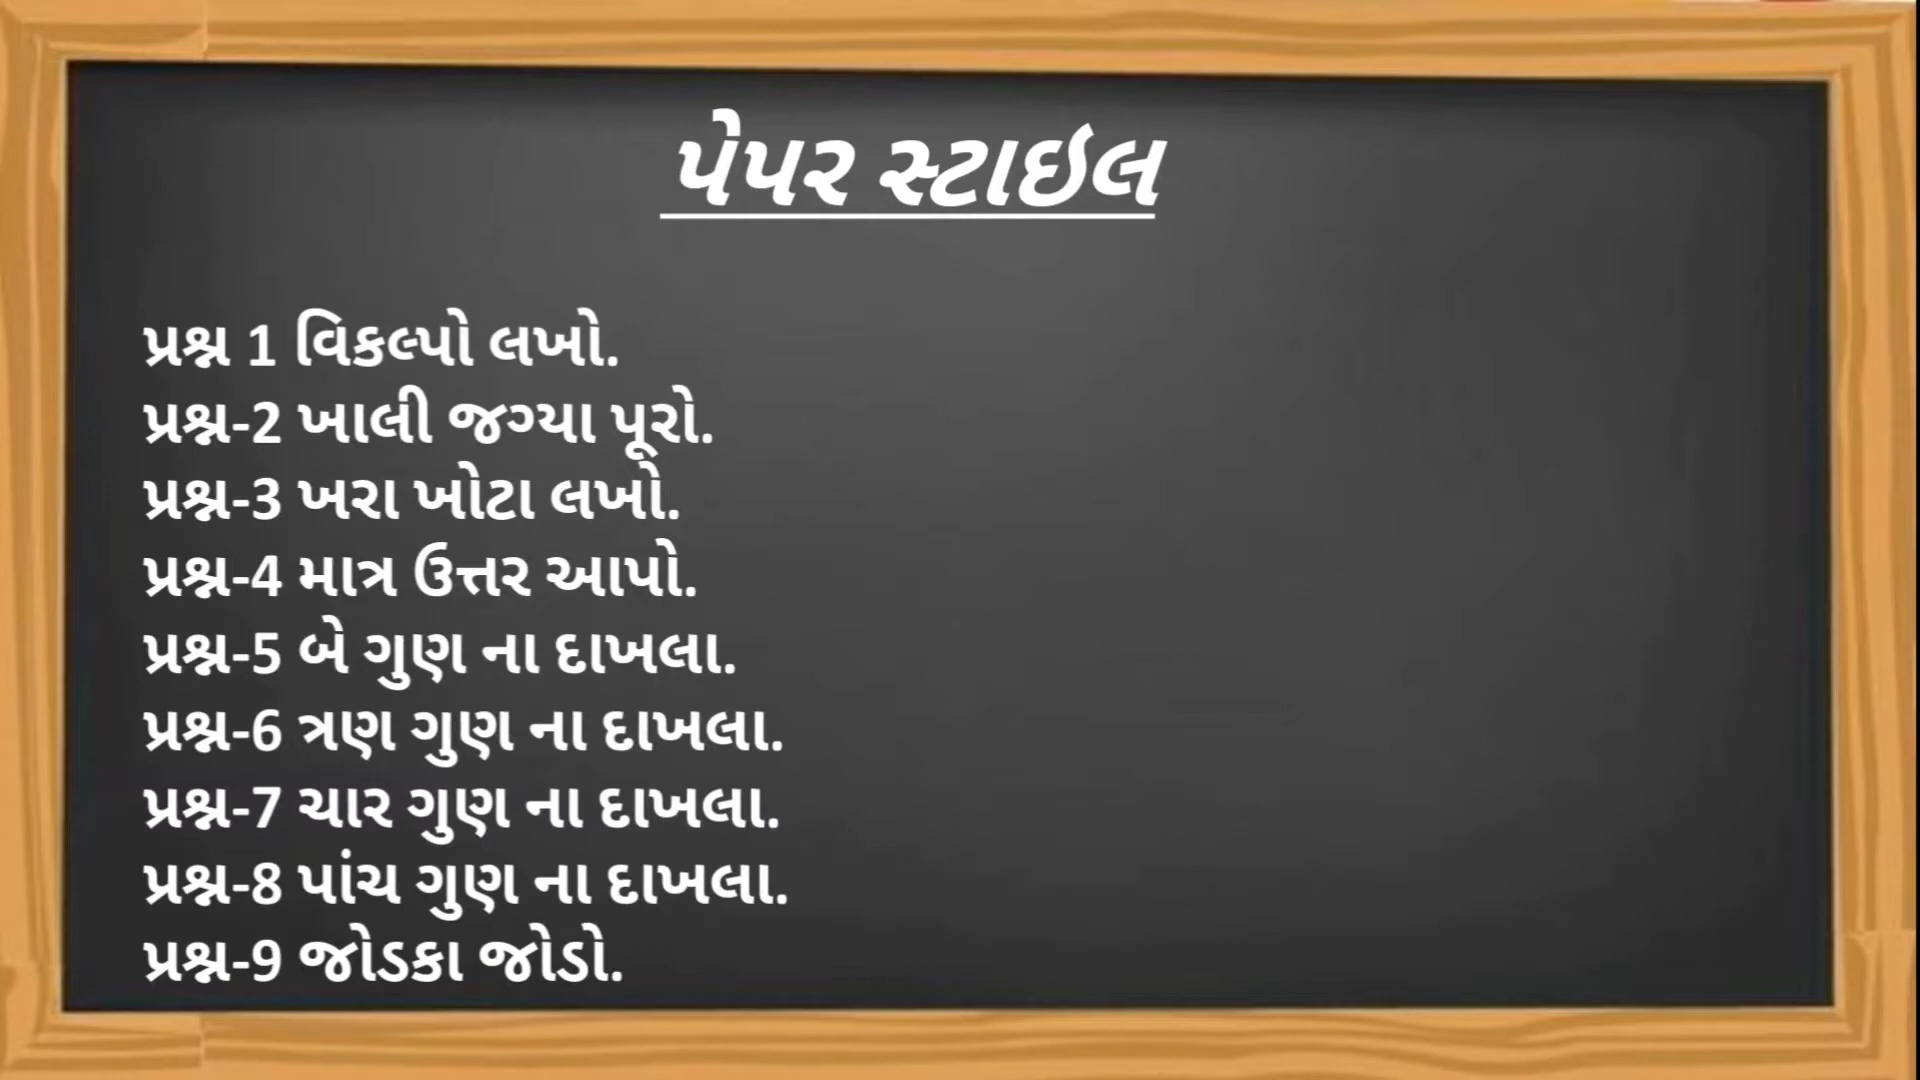 પેપર સ્ટાઇલ
પ્રશ્ન 1 વિકલ્પો લખો.
પ્રશ્ન-2 ખાલી જગ્યા પૂરો.
પ્રશ્ન-3 ખરા ખોટા લખો.
પ્રશ્ન-4 માત્ર ઉત્તર આપો.
પ્રશ્ન-5 બે ગુણ ના દાખલા.
પ્રશ્ન-6 ત્રણ ગુણ ના દાખલા.
પ્રશ્ન-7 ચાર ગુણ ના દાખલા.
પ્રશ્ન-8 પાંચ ગુણ ના દાખલા.
પ્રશ્ન-9 જોડકા જોડો.